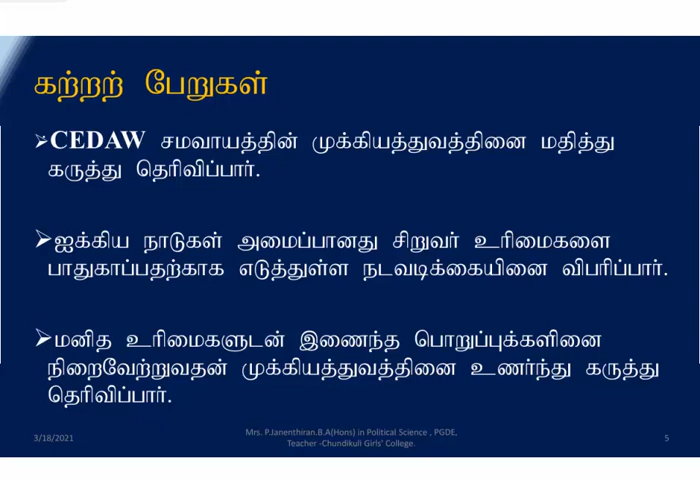 கற்றற் பேறுகள்
➢CEDAW சமவாயத்தின் முக்கியத்துவத்தினை மதித்து
கருத்து தெரிவிப்பார்.
➢ஐக்கிய நாடுகள் அமைப்பானது சிறுவர் உரிமைகளை
பாதுகாப்பதற்காக எடுத்துள்ள நடவடிக்கையினை விபரிப்பார்.
➢மனித உரிமைகளுடன் இணைந்த பொறுப்புக்களினை
நிறைவேற்றுவதன் முக்கியத்துவத்தினை உணர்ந்து கருத்து
தெரிவிப்பார்.
3/18/2021
Mrs. P.Janenthiran.B.A(Hons) in Political Science , PGDE,
Teacher -Chundikuli Girls' College.
5